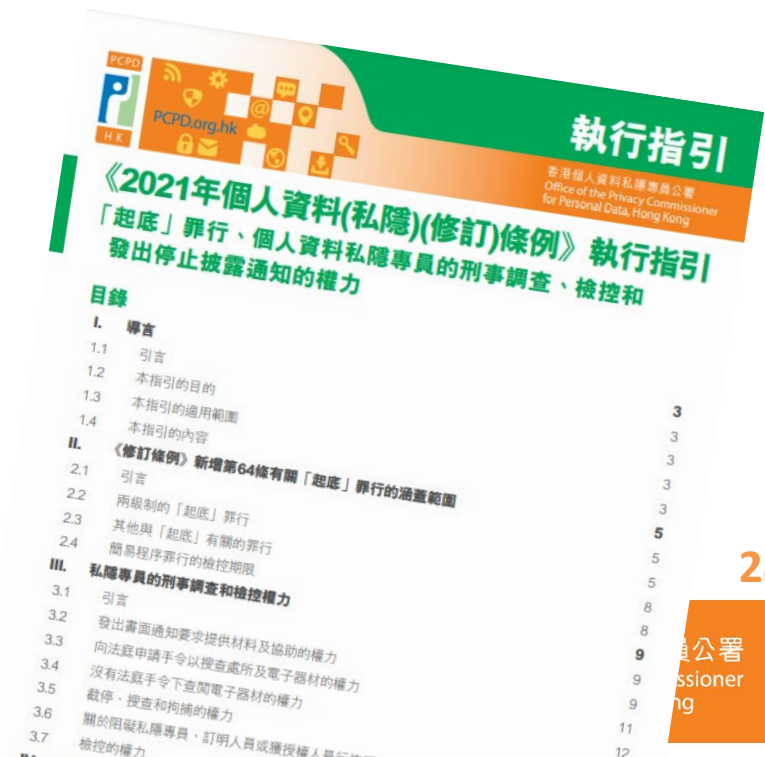 PCPD
HK
PCPD.org.hk
執行指引
香港個人資料私隱專員公署
Office of the Privacy Commissioner
for Personal Data, Hong Kong
《2021年個人資料(私隱)(修訂)條例》執行指引
「起底」罪行、個人資料私隱專員的刑事調查、檢控和
發出停止披露通知的權力
目錄
I. 導言 3
1.1 引言 3
1.2 本指引的目的 3
1.3 本指引的適用範圍 3
1.4 本指引的內容 3
II. 《修訂條例》新增第64條有關「起底」罪行的涵蓋範圍 5
2.1 引言 5
2.2 兩級制的「起底」罪行 5
2.3 其他與「起底」有關的罪行 8
2.4 簡易程序罪行的檢控期限 8
III. 私隱專員的刑事調查和檢控權力 9
3.1 引言 9
3.2 發出書面通知要求提供材料及協助的權力 9
3.3 向法庭申請手令以搜查處所及電子器材的權力 11
3.4 沒有法庭手令下查閱電子器材的權力 12
3.5 截停、搜查和拘捕的權力
3.6 關於阻礙私隱專員、訂明人員或獲授權人員行
3.7 檢控的權力
2
公署
ssioner
ng